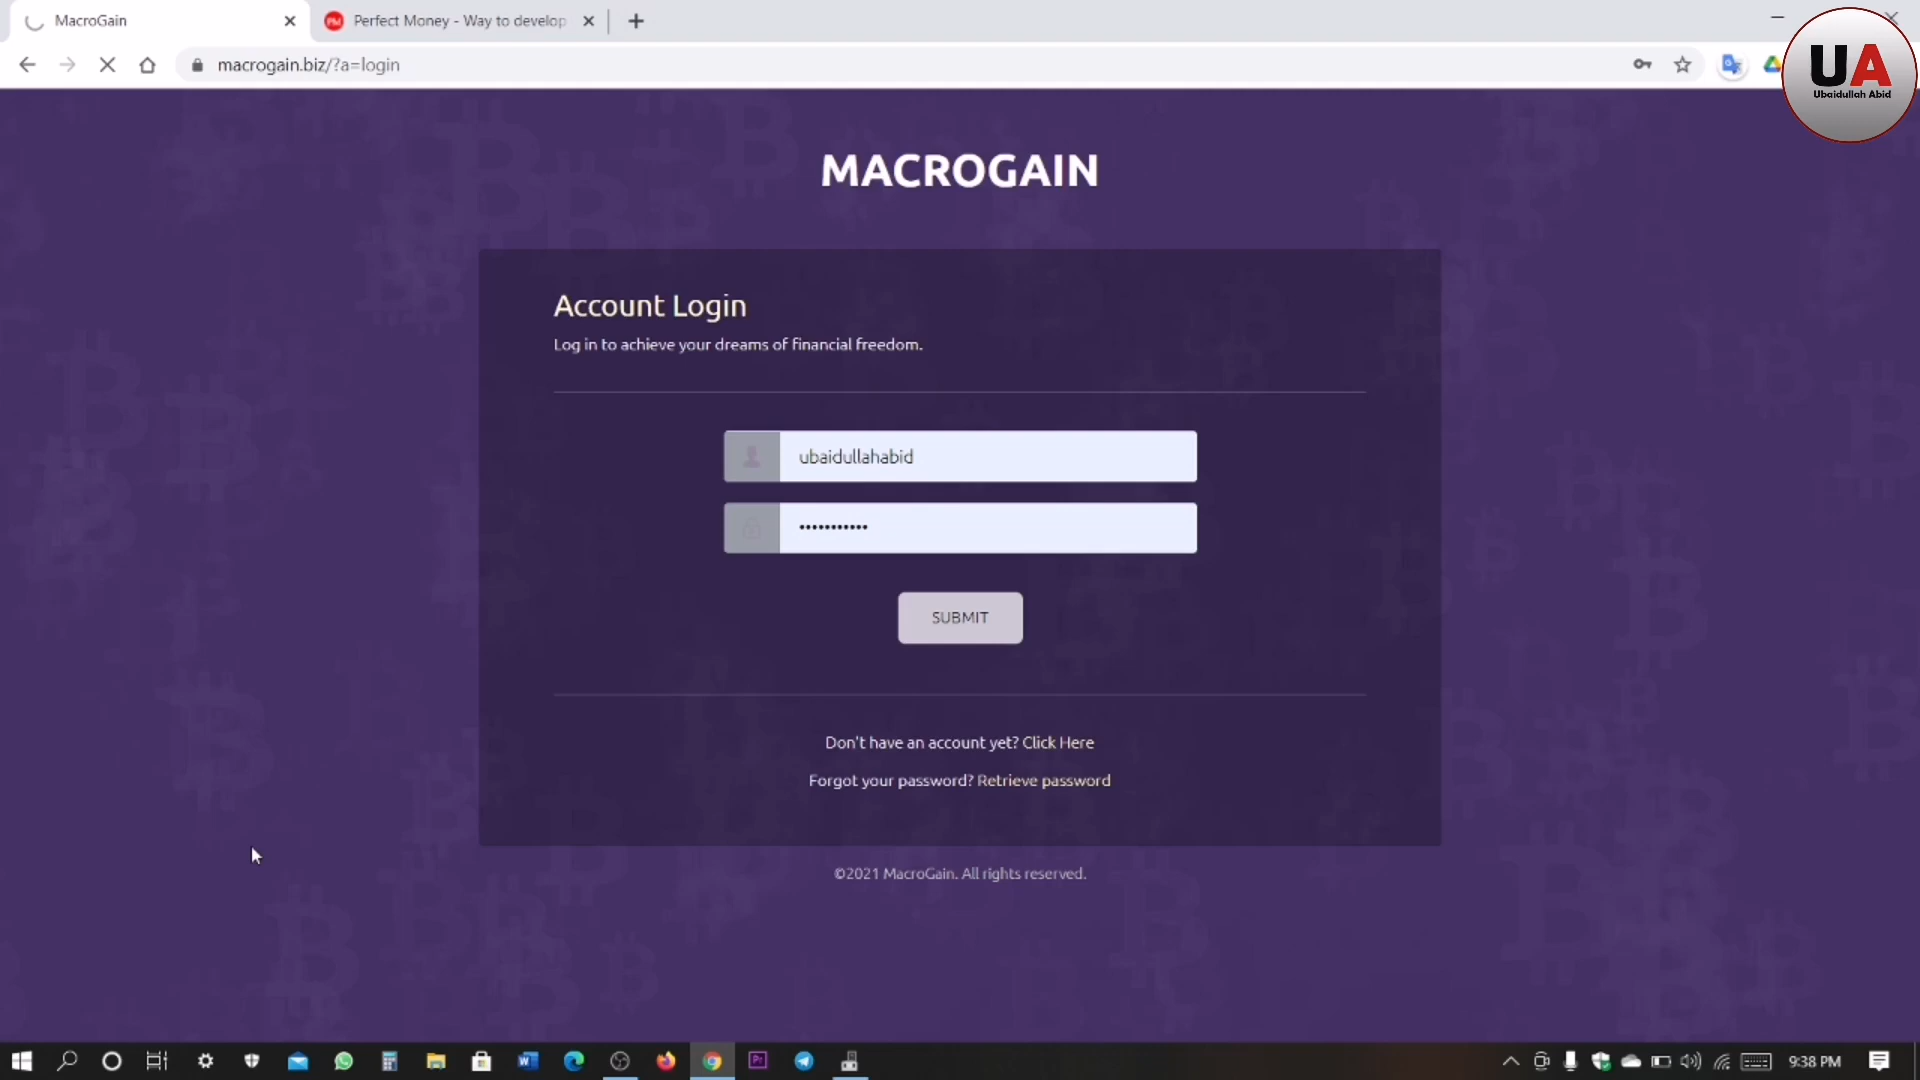 MacroGain
Perfect Money - Way to develop
macrogain.biz/?a=login
UA
Ubaidullah Abid
MACROGAIN
Account Login
Log in to achieve your dreams of financial freedom.
ubaidullahabid
•••••••••••
SUBMIT
Don't have an account yet? Click Here
Forgot your password? Retrieve password
©2021 MacroGain. All rights reserved.
9:38 PM